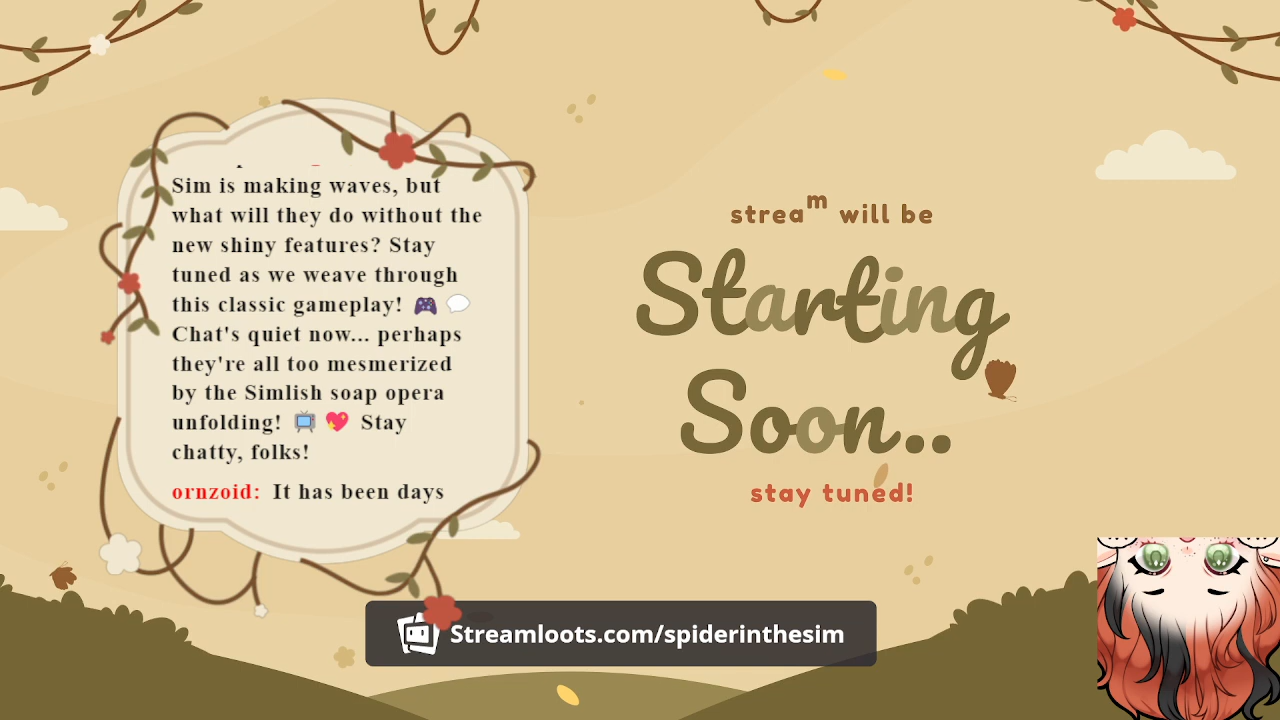 Sim is making waves, but
what will they do without the
new shiny features? Stay
tuned as we weave through
this classic gameplay! 🎮 💬
Chat's quiet now... perhaps
they're all too mesmerized
by the Simlish soap opera
unfolding! 📺 💖 Stay
chatty, folks!
ornzoid: It has been days
stream will be
Starting
Soon..
stay tuned!
Streamloots.com/spiderinthesim